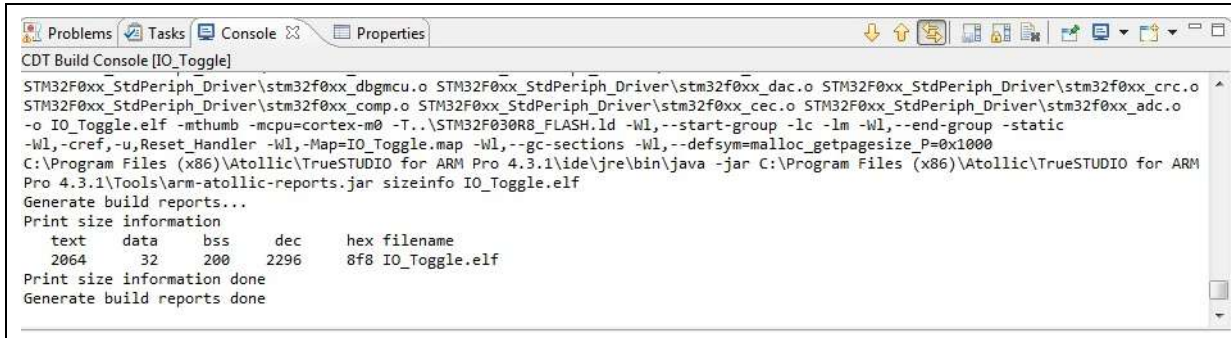 Problems Tasks Console Properties
CDT Build Console [IO_Toggle]
STM32F0xx_StdPeriph_Driver\stm32f0xx_dbgmcu.o STM32F0xx_StdPeriph_Driver\stm32f0xx_dac.o STM32F0xx_StdPeriph_Driver\stm32f0xx_crc.o
STM32F0xx_StdPeriph_Driver\stm32f0xx_comp.o STM32F0xx_StdPeriph_Driver\stm32f0xx_cec.o STM32F0xx_StdPeriph_Driver\stm32f0xx_adc.o
-o IO_Toggle.elf -mthumb -mcpu=cortex-m0 -T..\STM32F030R8_FLASH.ld -Wl,--start-group -lc -lm -Wl,--end-group -static
-Wl,-cref,-u,Reset_Handler -Wl,-Map=IO_Toggle.map -Wl,--gc-sections -Wl,--defsym=malloc_getpagesize_P=0x1000
C:\Program Files (x86)\Atollic\TrueSTUDIO for ARM Pro 4.3.1\ide\jre\bin\java -jar C:\Program Files (x86)\Atollic\TrueSTUDIO for ARM
Pro 4.3.1\Tools\arm-atollic-reports.jar sizeinfo IO_Toggle.elf
Generate build reports...
Print size information
text data bss dec hex filename
2064 32 200 2296 8f8 IO_Toggle.elf
Print size information done
Generate build reports done